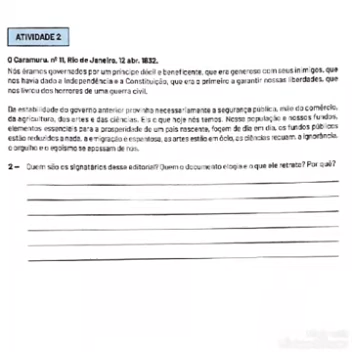 ATIVIDADE 2
O Caramuru, nº 11, Rio de Janeiro, 12 abr. 1832.
Nós éramos governados por um príncipe dócil e beneficente, que era generoso com seus inimigos, que
nos havia dado a Independência e a Constituição, que era o primeiro a garantir nossas liberdades, que
nos livrou dos horrores de uma guerra civil.
Da estabilidade do governo anterior provinha necessariamente a segurança pública, mãe do comércio,
da agricultura, das artes e das ciências. Eis o que hoje nós temos. Nossa população e nossos fundos,
elementos essenciais para a prosperidade de um país nascente, fogem de dia em dia, os fundos públicos
estão reduzidos a nada, a emigração é espantosa, as artes estão em ócio, as ciências recuam, a ignorância,
o orgulho e o egoísmo se apossam de nós.
2 – Quem são os signatários desse editorial? Quem o documento elogia e o que ele retrata? Por quê?